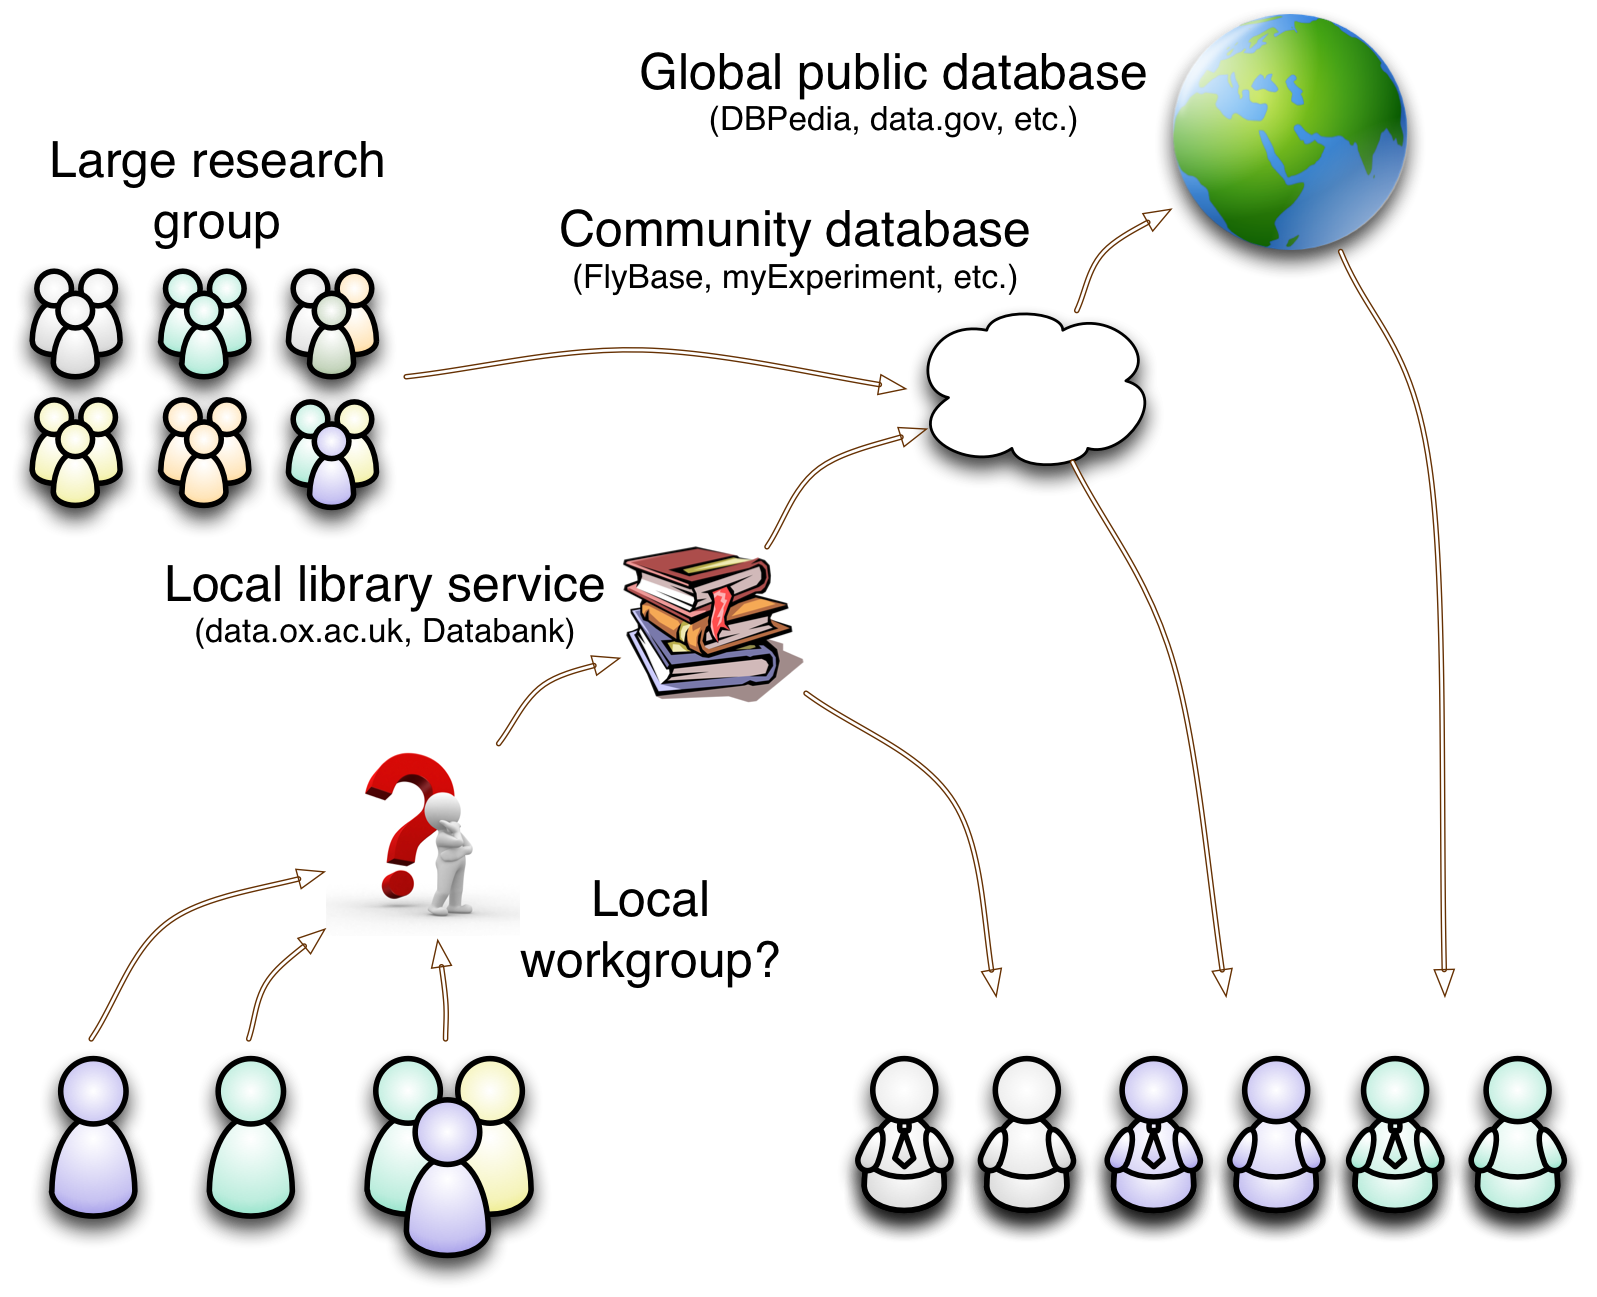 Global public database
(DBPedia, data.gov, etc.)
Large research
group
Community database
(FlyBase, myExperiment, etc.)
Local library service
(data.ox.ac.uk, Databank)
Local
workgroup?